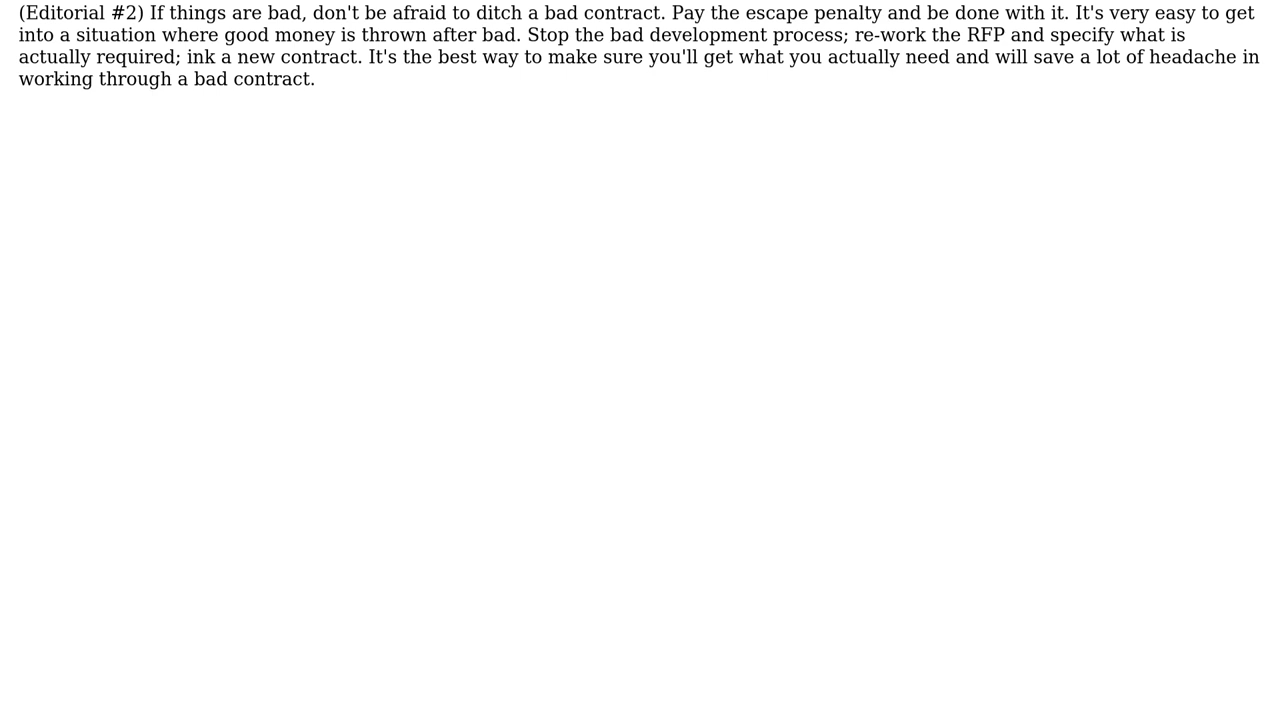 (Editorial #2) If things are bad, don't be afraid to ditch a bad contract. Pay the escape penalty and be done with it. It's very easy to get
into a situation where good money is thrown after bad. Stop the bad development process; re-work the RFP and specify what is
actually required; ink a new contract. It's the best way to make sure you'll get what you actually need and will save a lot of headache in
working through a bad contract.